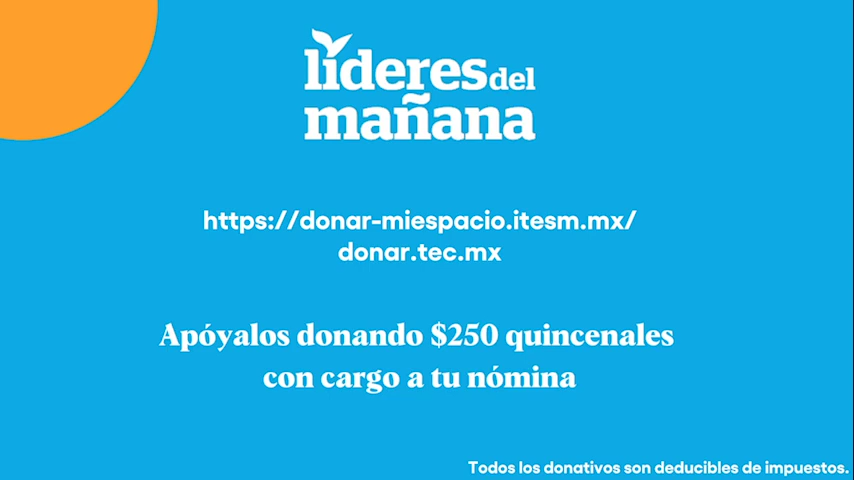 líderes del
mañana
https://donar-miespacio.itesm.mx/
donar.tec.mx
Apóyalos donando $250 quincenales
con cargo a tu nómina
Todos los donativos son deducibles de impuestos.